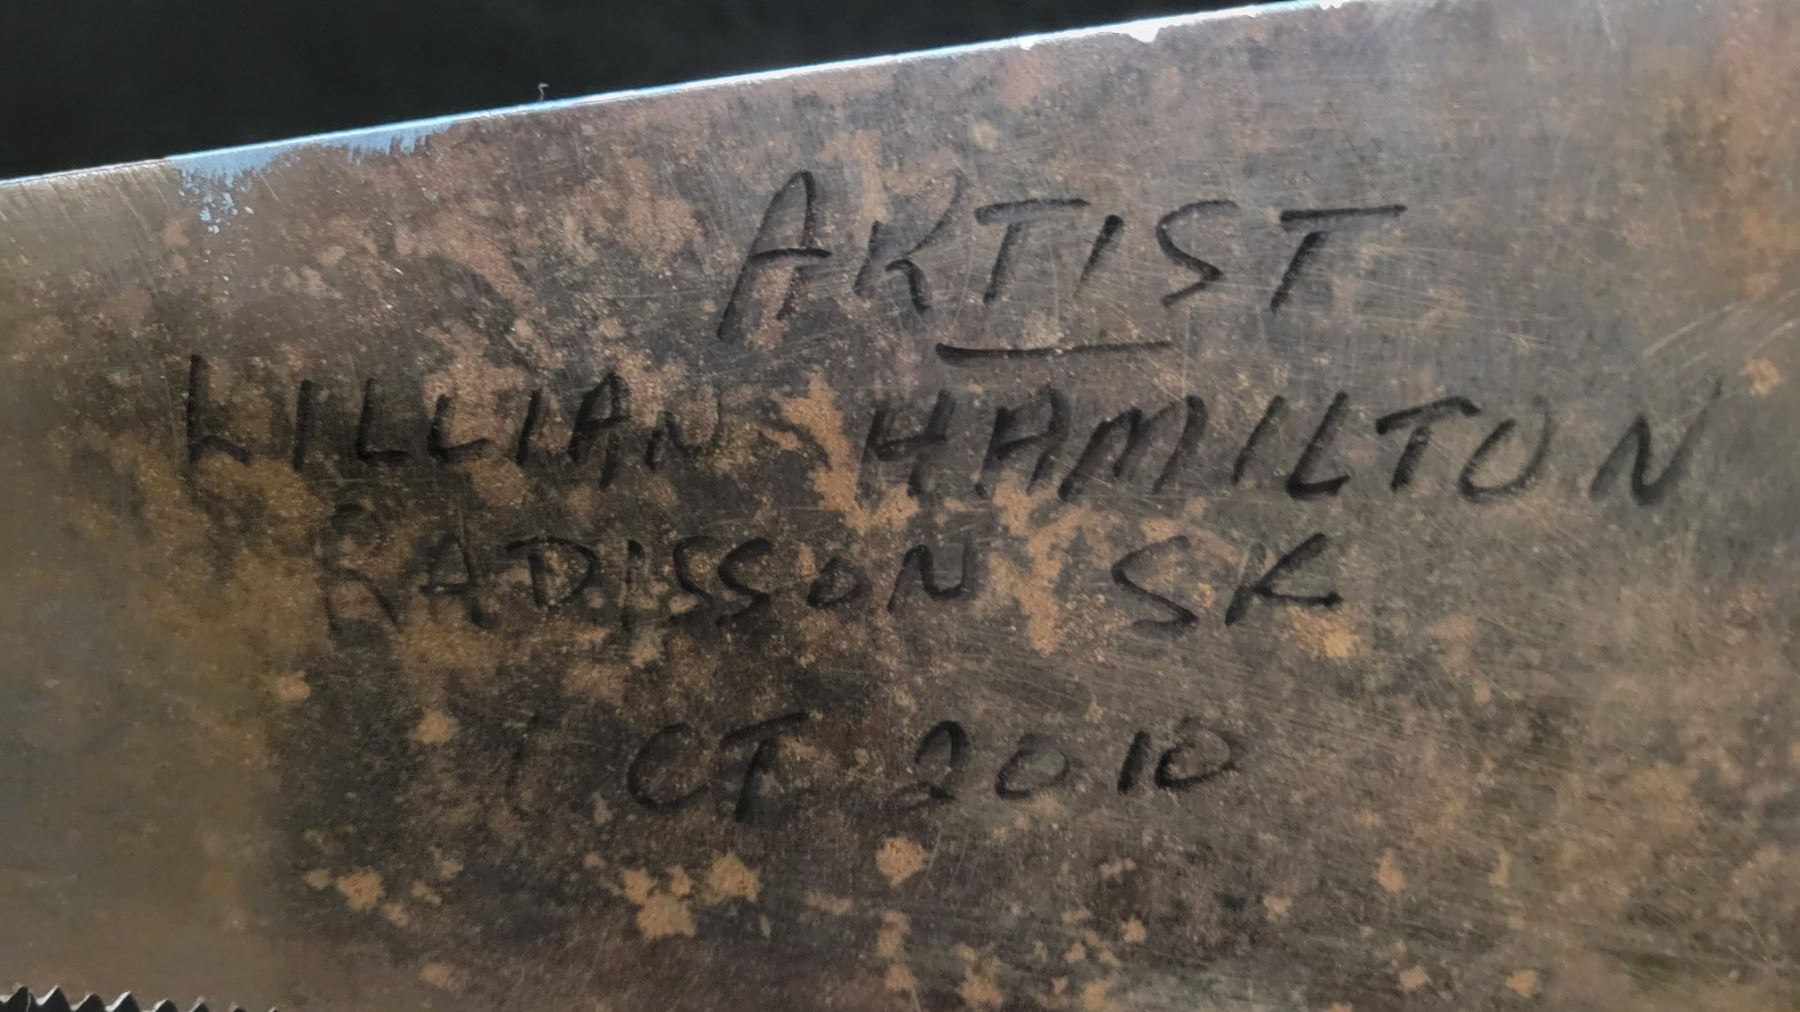 ARTIST
LILLIAN HAMILTON
RADISSON SK
OCT 2010